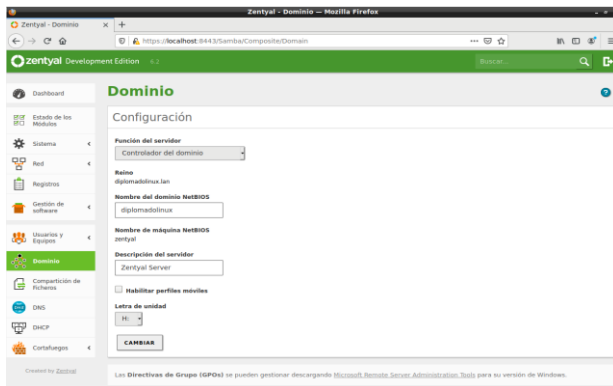 Zentyal - Dominio — Mozilla Firefox
Zentyal - Dominio
https://localhost:8443/Samba/Composite/Domain
zentyal Development Edition 6.2
Buscar...
Dashboard
Estado de los
Módulos
Sistema
Red
Registros
Gestión de
software
Usuarios y
Equipos
Dominio
Compartición de
Ficheros
DNS
DHCP
Cortafuegos
Created by Zentyal
Dominio
Configuración
Función del servidor
Controlador del dominio
Reino
diplomadolinux.lan
Nombre del dominio NetBIOS
diplomadolinux
Nombre de máquina NetBIOS
zentyal
Descripción del servidor
Zentyal Server
Habilitar perfiles móviles
Letra de unidad
H:
CAMBIAR
Las Directivas de Grupo (GPOs) se pueden gestionar descargando Microsoft Remote Server Administration Tools para su versión de Windows.